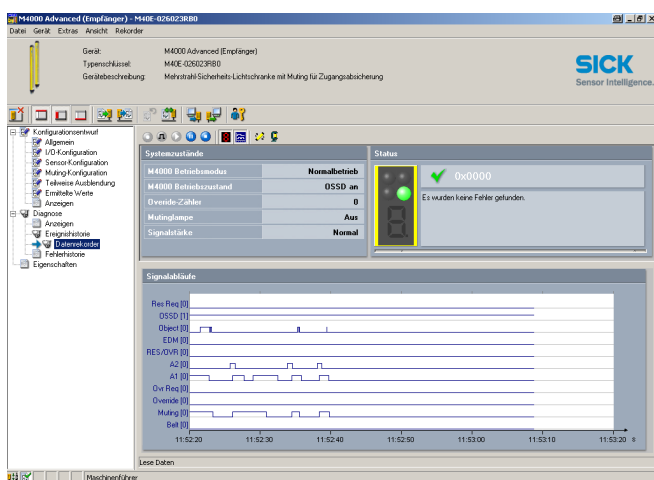 M4000 Advanced (Empfänger) - M40E-026023RB0
Datei Gerät Extras Ansicht Rekorder
Gerät: M4000 Advanced (Empfänger)
Typenschlüssel: M40E-026023RB0
Gerätebeschreibung: Mehrstrahl-Sicherheits-Lichtschranke mit Muting für Zugangsabsicherung
SICK
Sensor Intelligence.
Konfigurationsentwurf
Allgemein
I/O-Konfiguration
Sensor-Konfiguration
Muting-Konfiguration
Teilweise Ausblendung
Ermittelte Werte
Anzeigen
Diagnose
Anzeigen
Ereignishistorie
Datenrekorder
Fehlerhistorie
Eigenschaften
Systemzustände
M4000 Betriebsmodus Normalbetrieb
M4000 Betriebszustand OSSD an
Overide-Zähler 0
Mutinglampe Aus
Signalstärke Normal
Status
0x0000
Es wurden keine Fehler gefunden.
Signalabläufe
Res Req [0]
OSSD [1]
Object [0]
EDM [0]
RES/OVR [0]
A2 [0]
A1 [0]
Ovr Req [0]
Override [0]
Muting [0]
Belt [0]
11:52:20 11:52:30 11:52:40 11:52:50 11:53:00 11:53:10 11:53:20 s
Lese Daten
Maschinenführer